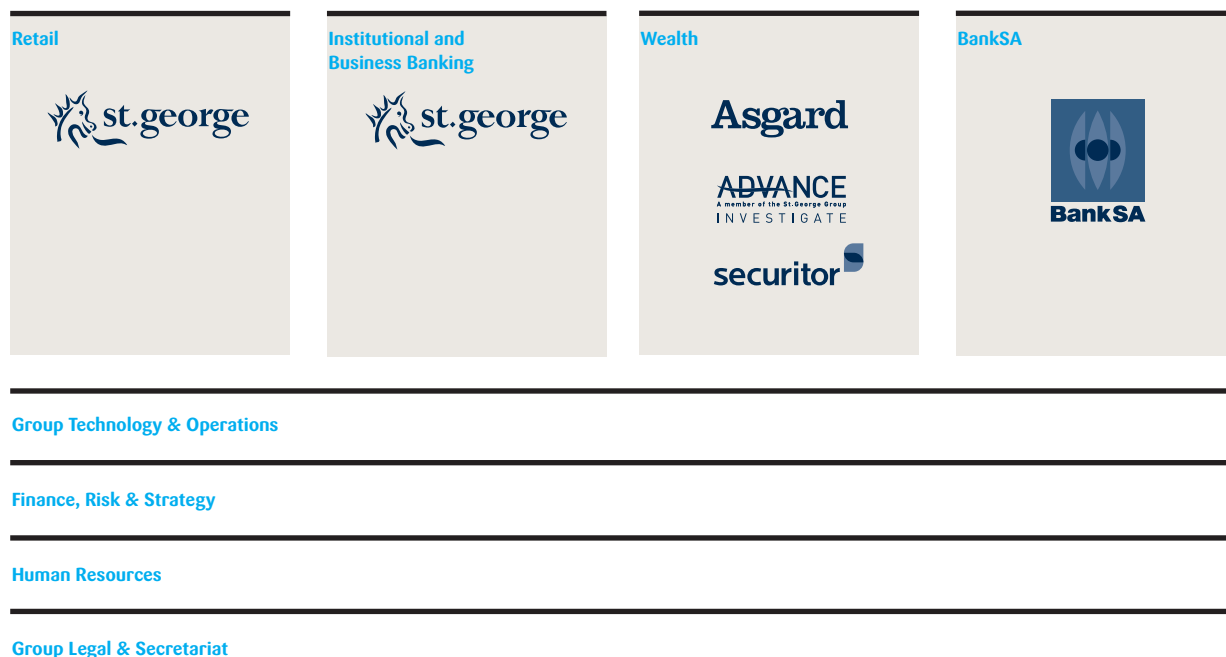 Retail
st.george
Institutional and
Business Banking
st.george
Wealth
Asgard
ADVANCE
A member of the St.George Group
INVESTIGATE
securitor
BankSA
BankSA
Group Technology & Operations
Finance, Risk & Strategy
Human Resources
Group Legal & Secretariat